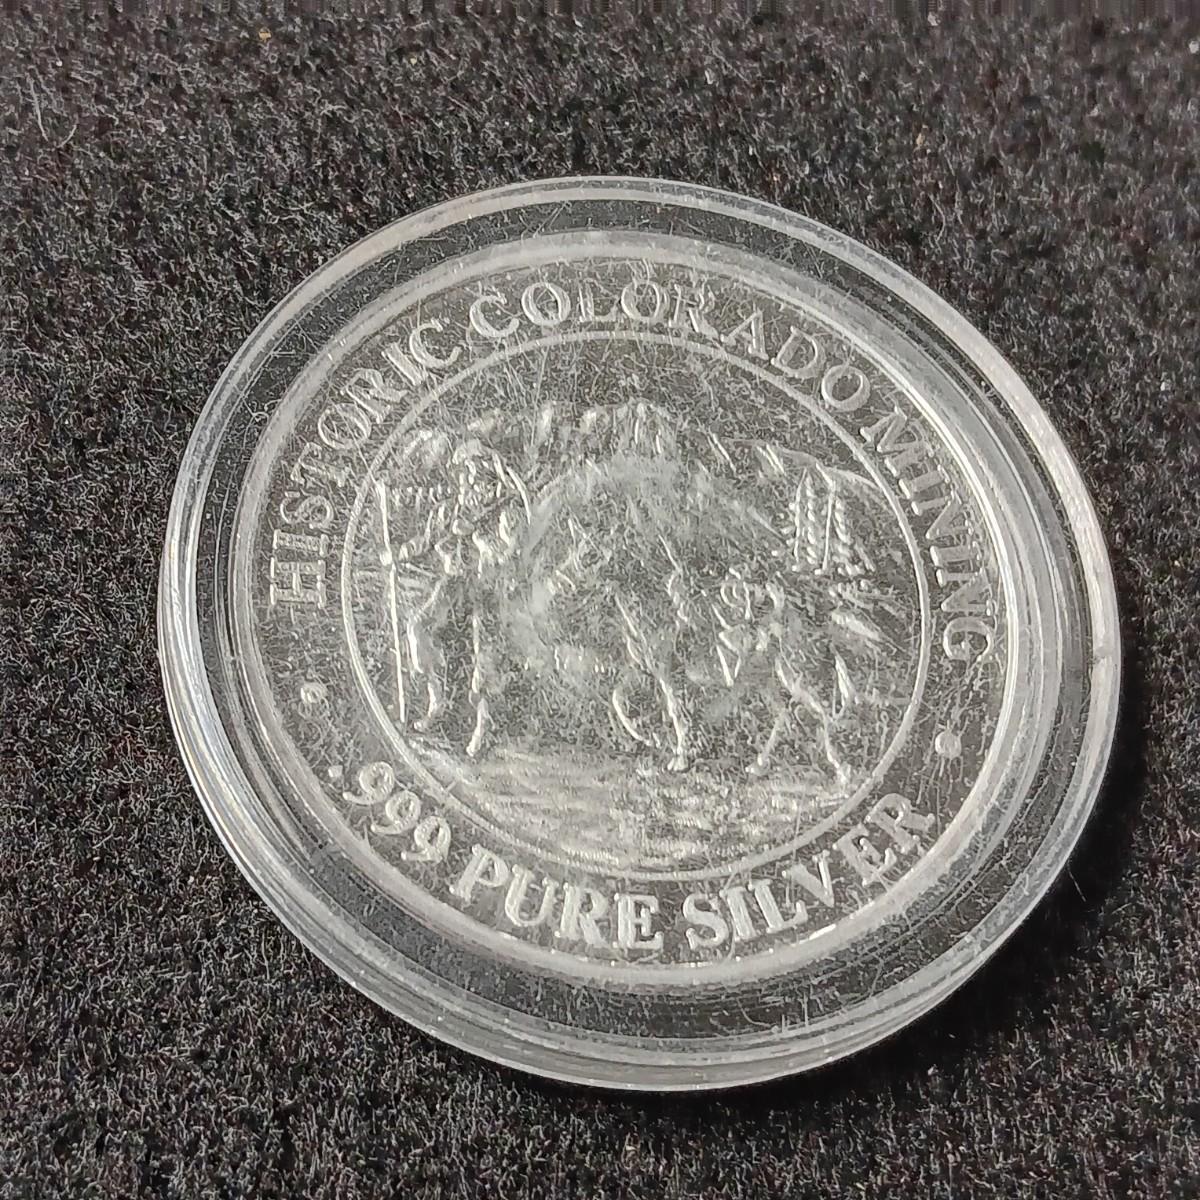 HISTORIC COLORADO MINING
.999 PURE SILVER